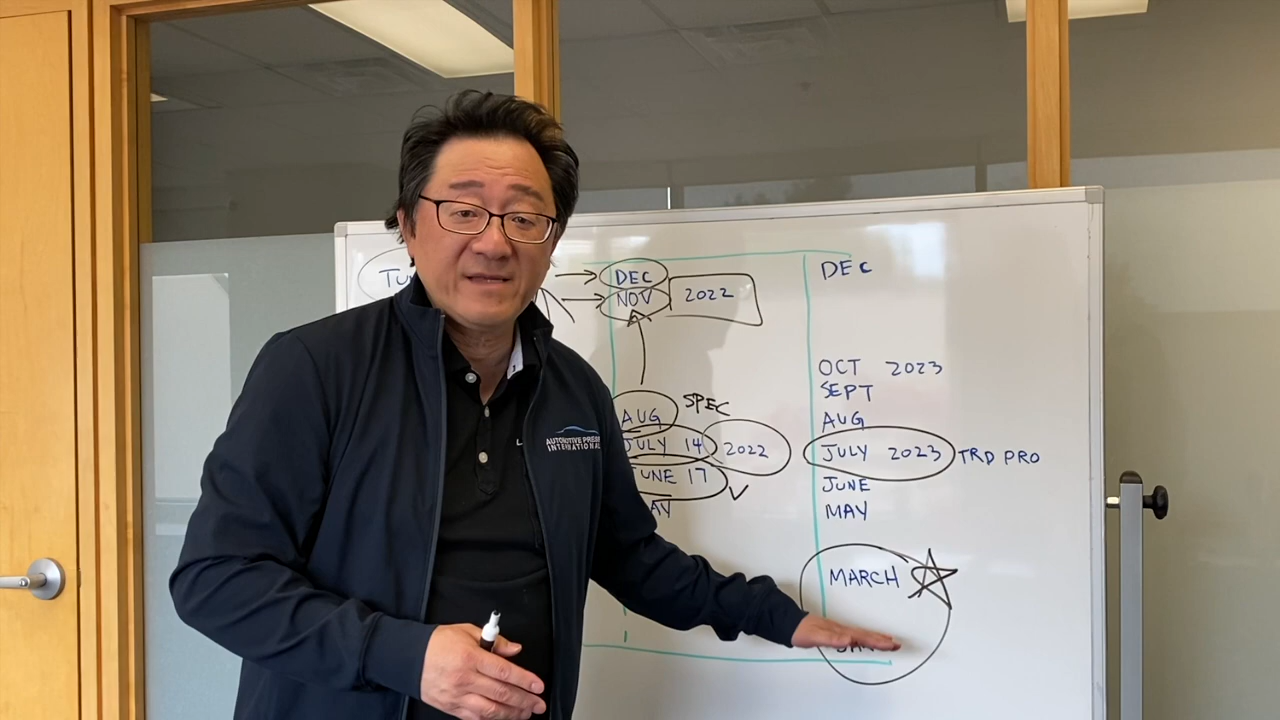 DEC
NOV
2022
AUG SPEC
JULY 14 2022
JUNE 17
DEC
OCT 2023
SEPT
AUG
JULY 2023 TRD PRO
JUNE
MAY
MARCH
AUTOMOTIVE PRESS
INTERNATIONAL